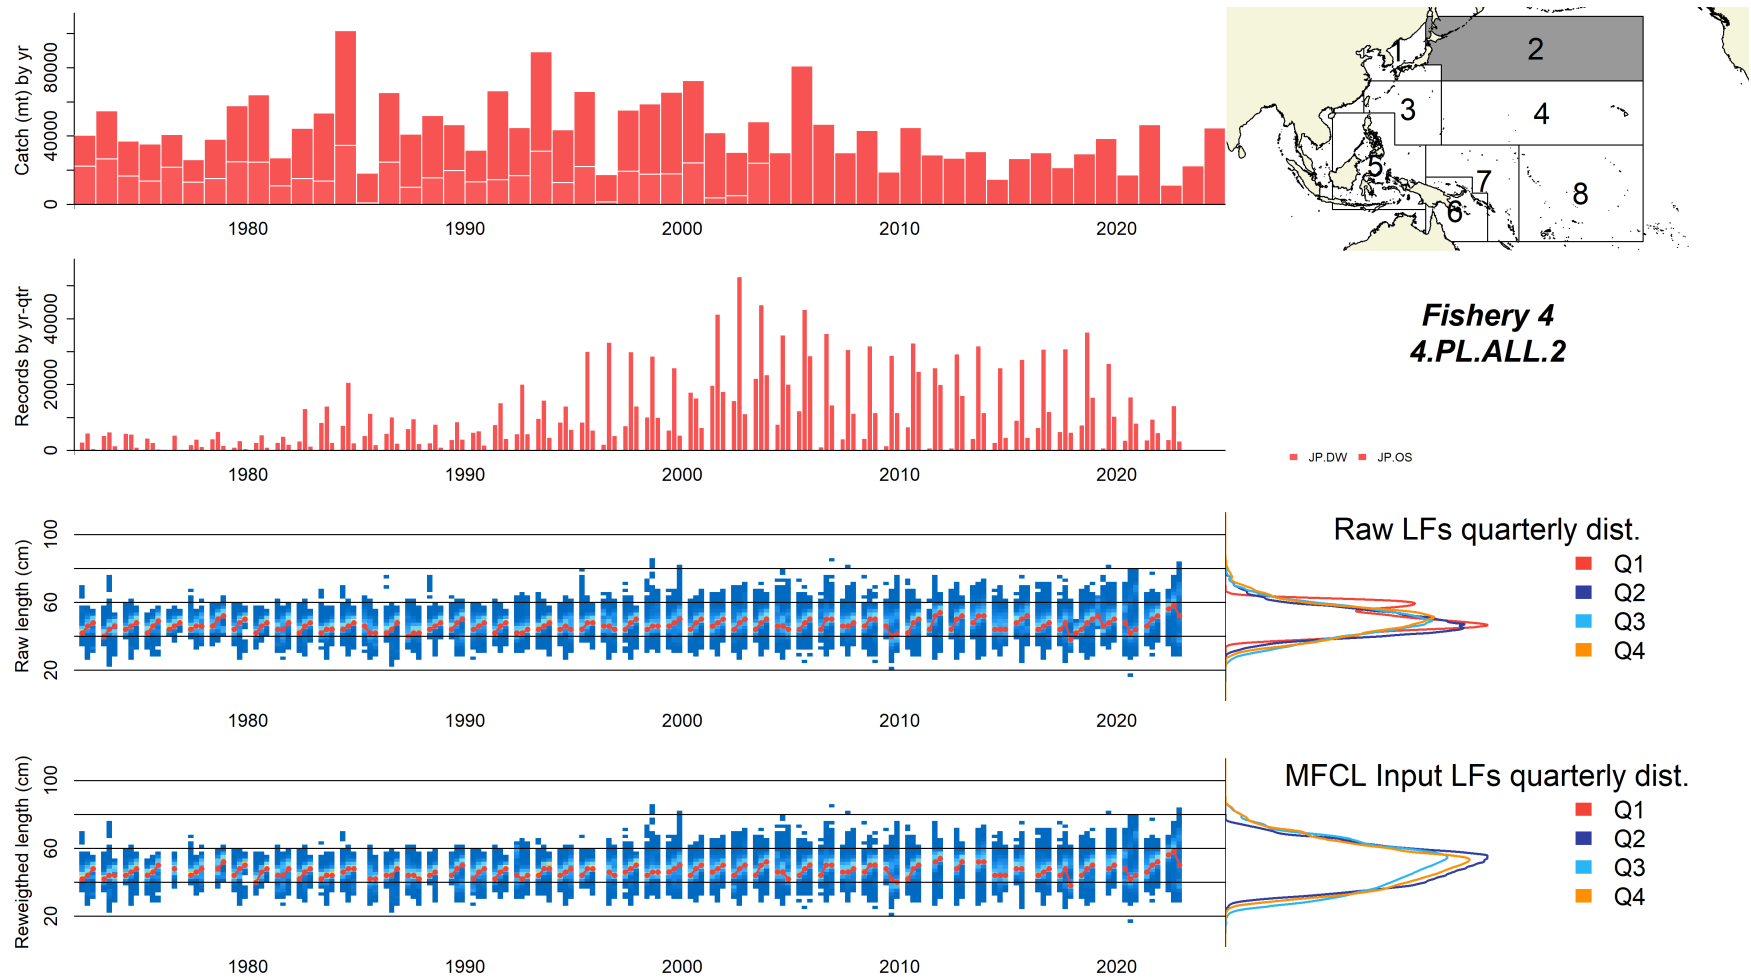 Catch (mt) by yr
0
40000
80000
1980
1990
2000
2010
2020
1
2
3
4
5
6
7
8
Records by yr-qtr
0
20000
40000
1980
1990
2000
2010
2020
Fishery 4
4.PL.ALL.2
JP.DW JP.OS
Raw length (cm)
20
60
100
1980
1990
2000
2010
2020
Raw LFs quarterly dist.
Q1
Q2
Q3
Q4
Reweigthed length (cm)
20
60
100
1980
1990
2000
2010
2020
MFCL Input LFs quarterly dist.
Q1
Q2
Q3
Q4